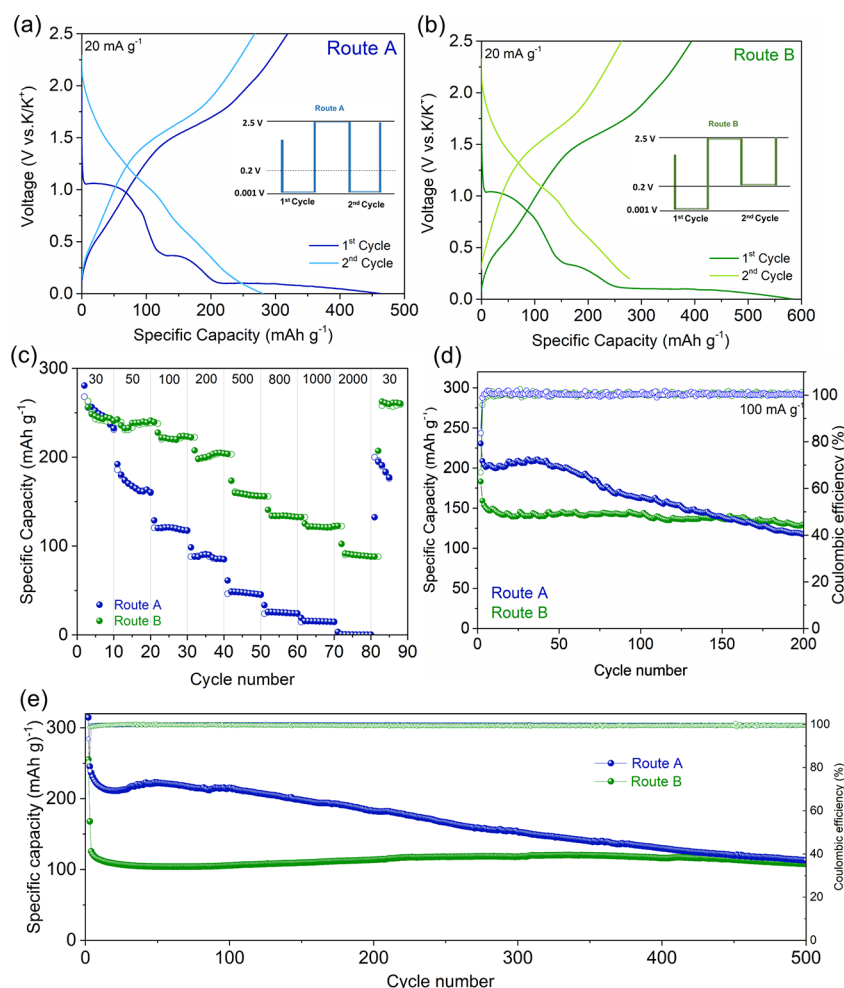 (a)
20 mA g⁻¹
Route A
Voltage (V vs.K/K⁺)
2.5
2.0
1.5
1.0
0.5
0.0
Route A
2.5 V
0.2 V
0.001 V
1st Cycle
2nd Cycle
1st Cycle
2nd Cycle
0 100 200 300 400 500
Specific Capacity (mAh g⁻¹)
(b)
20 mA g⁻¹
Route B
Voltage (V vs.K/K⁺)
2.5
2.0
1.5
1.0
0.5
0.0
Route B
2.5 V
0.2 V
0.001 V
1st Cycle
2nd Cycle
1st Cycle
2nd Cycle
0 100 200 300 400 500 600
Specific Capacity (mAh g⁻¹)
(c)
Specific Capacity (mAh g⁻¹)
300
200
100
0
30 50 100 200 500 800 1000 2000 30
Route A
Route B
0 10 20 30 40 50 60 70 80 90
Cycle number
(d)
Specific Capacity (mAh g⁻¹)
300
250
200
150
100
50
0
100 mA g⁻¹
Route A
Route B
100
80
60
40
20
0
Coulombic efficiency (%)
0 50 100 150 200
Cycle number
(e)
Specific capacity (mAh g)⁻¹)
300
200
100
0
Route A
Route B
100
80
60
40
20
0
Coulombic efficiency (%)
0 100 200 300 400 500
Cycle number